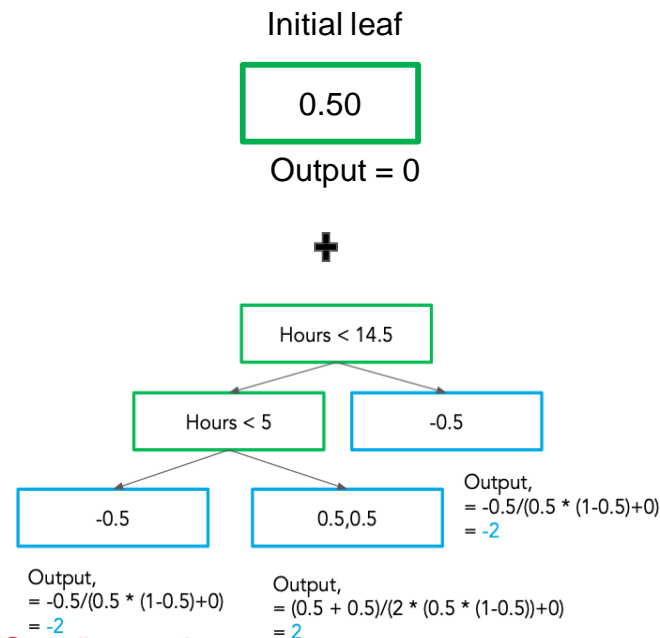 Initial leaf
0.50
Output = 0
Hours < 14.5
Hours < 5
-0.5
-0.5
0.5,0.5
Output,
= -0.5/(0.5 * (1-0.5)+0)
= -2
Output,
= -0.5/(0.5 * (1-0.5)+0)
= -2
Output,
= (0.5 + 0.5)/(2 * (0.5 * (1-0.5))+0)
= 2